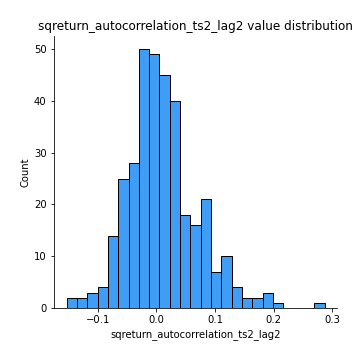 sqreturn_autocorrelation_ts2_lag2 value distribution
50
40
30
20
10
0
Count
−0.1 0.0 0.1 0.2 0.3
sqreturn_autocorrelation_ts2_lag2